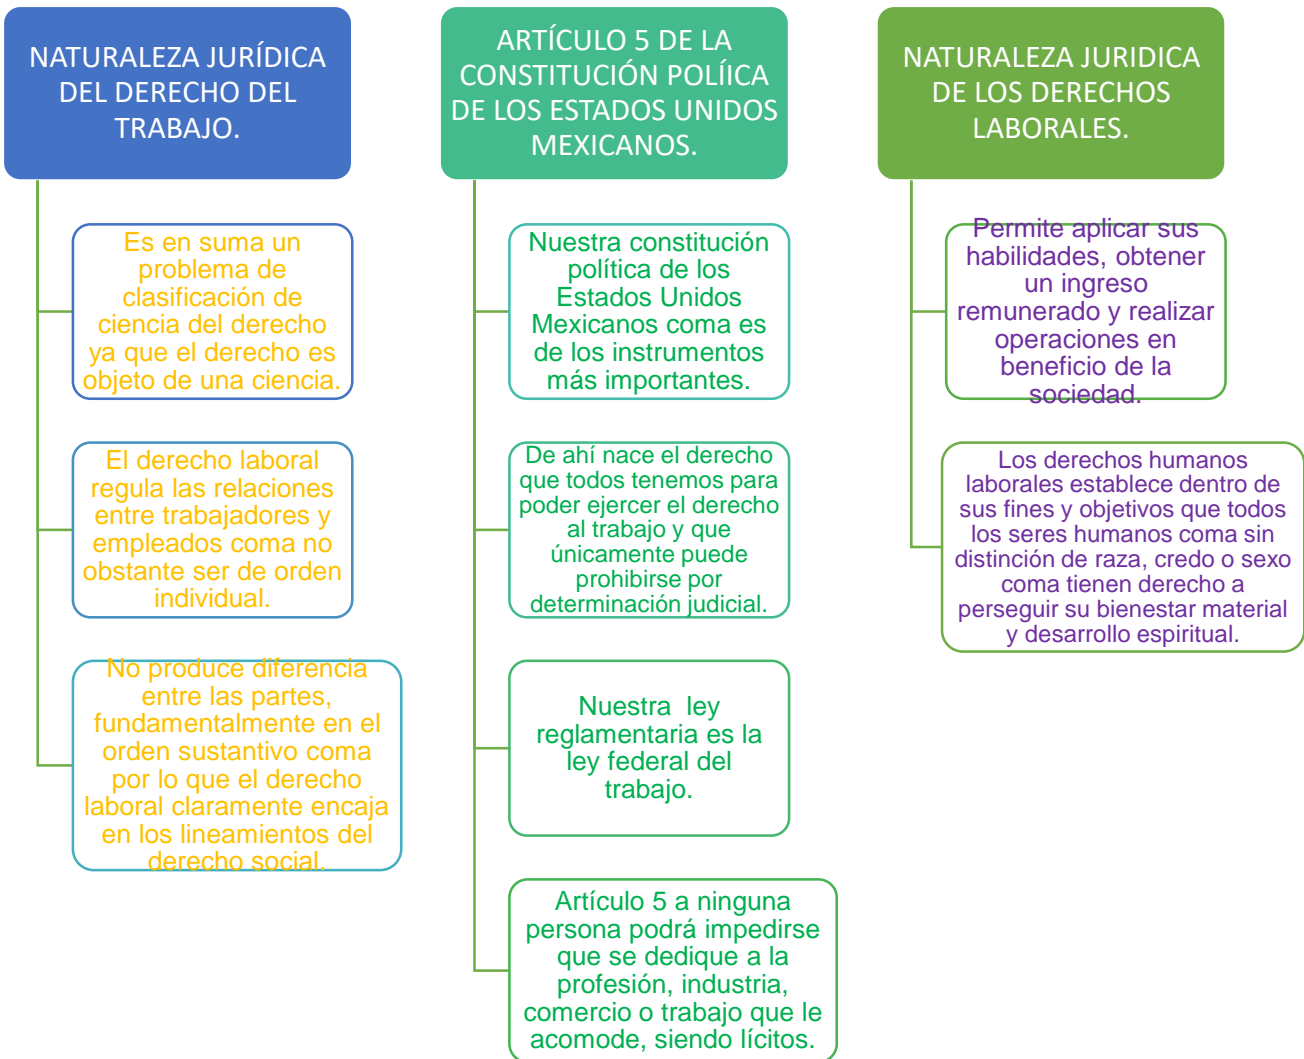 NATURALEZA JURÍDICA
DEL DERECHO DEL
TRABAJO.
Es en suma un
problema de
clasificación de
ciencia del derecho
ya que el derecho es
objeto de una ciencia.
El derecho laboral
regula las relaciones
entre trabajadores y
empleados coma no
obstante ser de orden
individual.
No produce diferencia
entre las partes,
fundamentalmente en el
orden sustantivo coma
por lo que el derecho
laboral claramente encaja
en los lineamientos del
derecho social.
ARTÍCULO 5 DE LA
CONSTITUCIÓN POLÍICA
DE LOS ESTADOS UNIDOS
MEXICANOS.
Nuestra constitución
política de los
Estados Unidos
Mexicanos coma es
de los instrumentos
más importantes.
De ahí nace el derecho
que todos tenemos para
poder ejercer el derecho
al trabajo y que
únicamente puede
prohibirse por
determinación judicial.
Nuestra ley
reglamentaria es la
ley federal del
trabajo.
Artículo 5 a ninguna
persona podrá impedirse
que se dedique a la
profesión, industria,
comercio o trabajo que le
acomode, siendo lícitos.
NATURALEZA JURIDICA
DE LOS DERECHOS
LABORALES.
Permite aplicar sus
habilidades, obtener
un ingreso
remunerado y realizar
operaciones en
beneficio de la
sociedad.
Los derechos humanos
laborales establece dentro de
sus fines y objetivos que todos
los seres humanos coma sin
distinción de raza, credo o sexo
coma tienen derecho a
perseguir su bienestar material
y desarrollo espiritual.